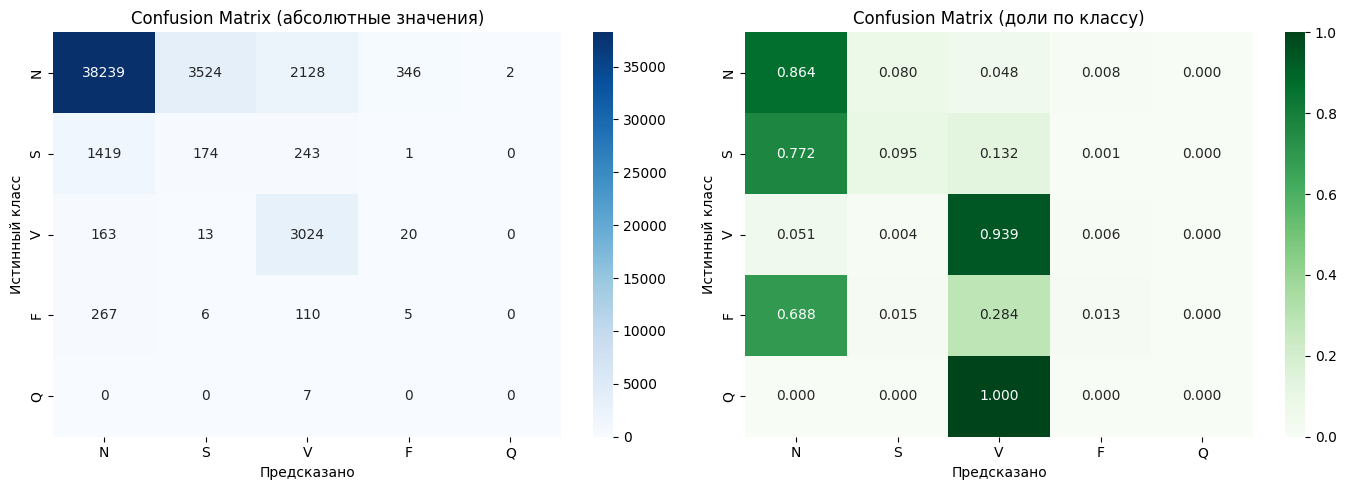 Confusion Matrix (абсолютные значения)
Истинный класс
N 38239 3524 2128 346 2
S 1419 174 243 1 0
V 163 13 3024 20 0
F 267 6 110 5 0
Q 0 0 7 0 0
N S V F Q
Предсказано
35000
30000
25000
20000
15000
10000
5000
0
Confusion Matrix (доли по классу)
Истинный класс
N 0.864 0.080 0.048 0.008 0.000
S 0.772 0.095 0.132 0.001 0.000
V 0.051 0.004 0.939 0.006 0.000
F 0.688 0.015 0.284 0.013 0.000
Q 0.000 0.000 1.000 0.000 0.000
N S V F Q
Предсказано
1.0
0.8
0.6
0.4
0.2
0.0